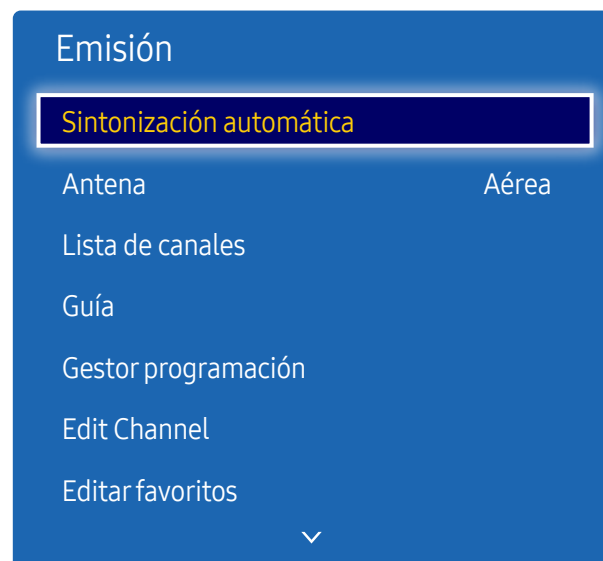 Emisión
Sintonización automática
Antena Aérea
Lista de canales
Guía
Gestor programación
Edit Channel
Editar favoritos